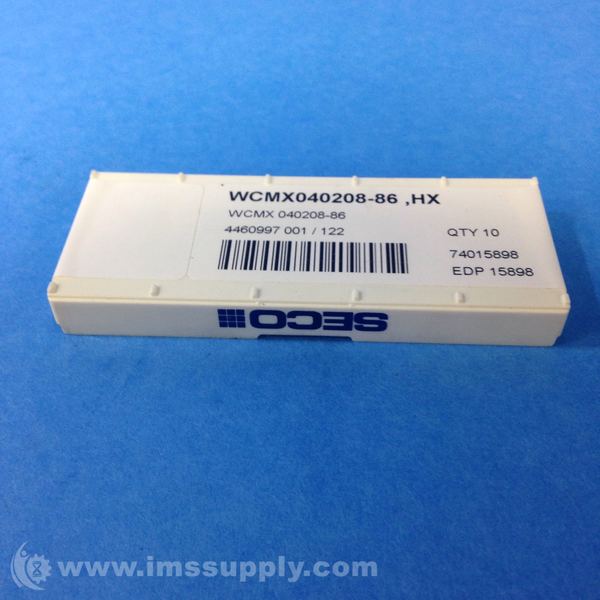 WCMX040208-86 ,HX
WCMX 040208-86
4460997 001 / 122
QTY 10
74015898
EDP 15898
SECO
www.imssupply.com